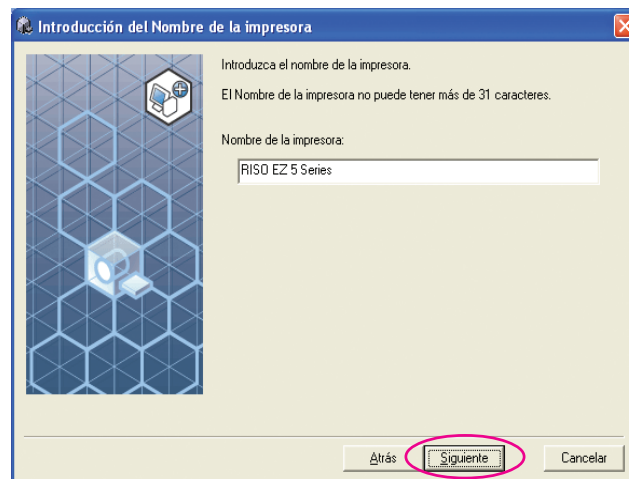 Introducción del Nombre de la impresora
Introduzca el nombre de la impresora.
El Nombre de la impresora no puede tener más de 31 caracteres.
Nombre de la impresora:
RISO EZ 5 Series
Atrás Siguiente Cancelar